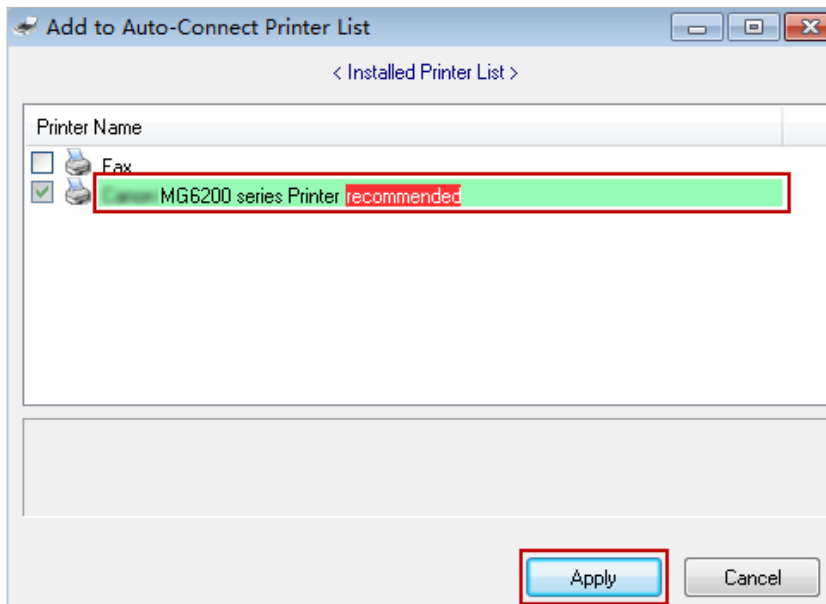 Add to Auto-Connect Printer List
< Installed Printer List >
Printer Name
Fax
MG6200 series Printer recommended
Apply
Cancel